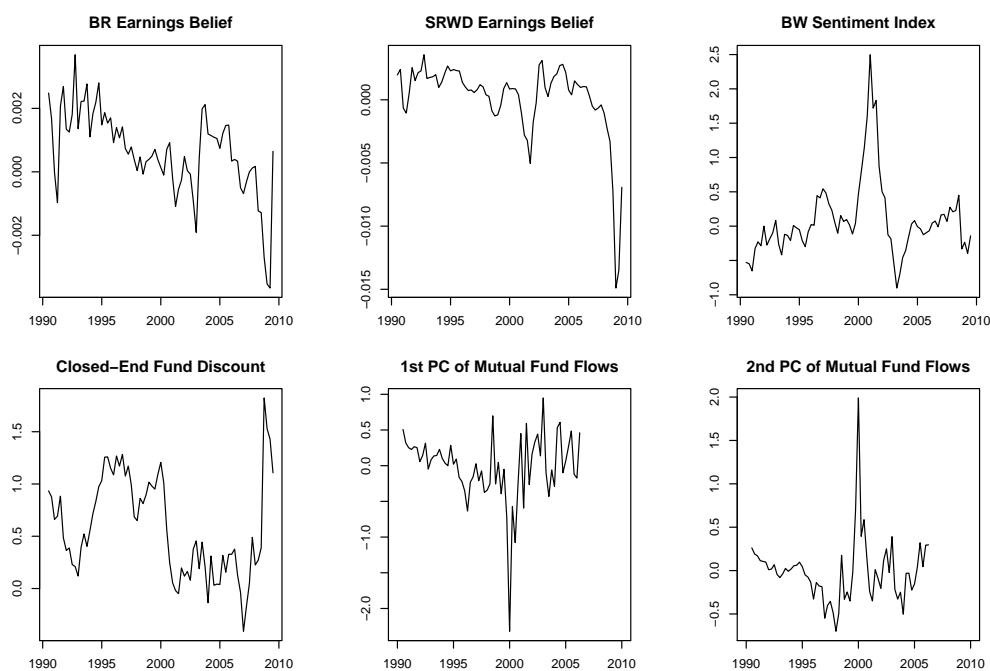 BR Earnings Belief
0.002
0.000
−0.002
1990 1995 2000 2005 2010
SRWD Earnings Belief
0.000
−0.005
−0.010
−0.015
1990 1995 2000 2005 2010
BW Sentiment Index
2.5
2.0
1.5
0.5
0.0
−1.0
1990 1995 2000 2005 2010
Closed−End Fund Discount
1.5
1.0
0.5
0.0
1990 1995 2000 2005 2010
1st PC of Mutual Fund Flows
1.0
0.5
0.0
−1.0
−2.0
1990 1995 2000 2005 2010
2nd PC of Mutual Fund Flows
2.0
1.5
1.0
0.5
0.0
−0.5
1990 1995 2000 2005 2010